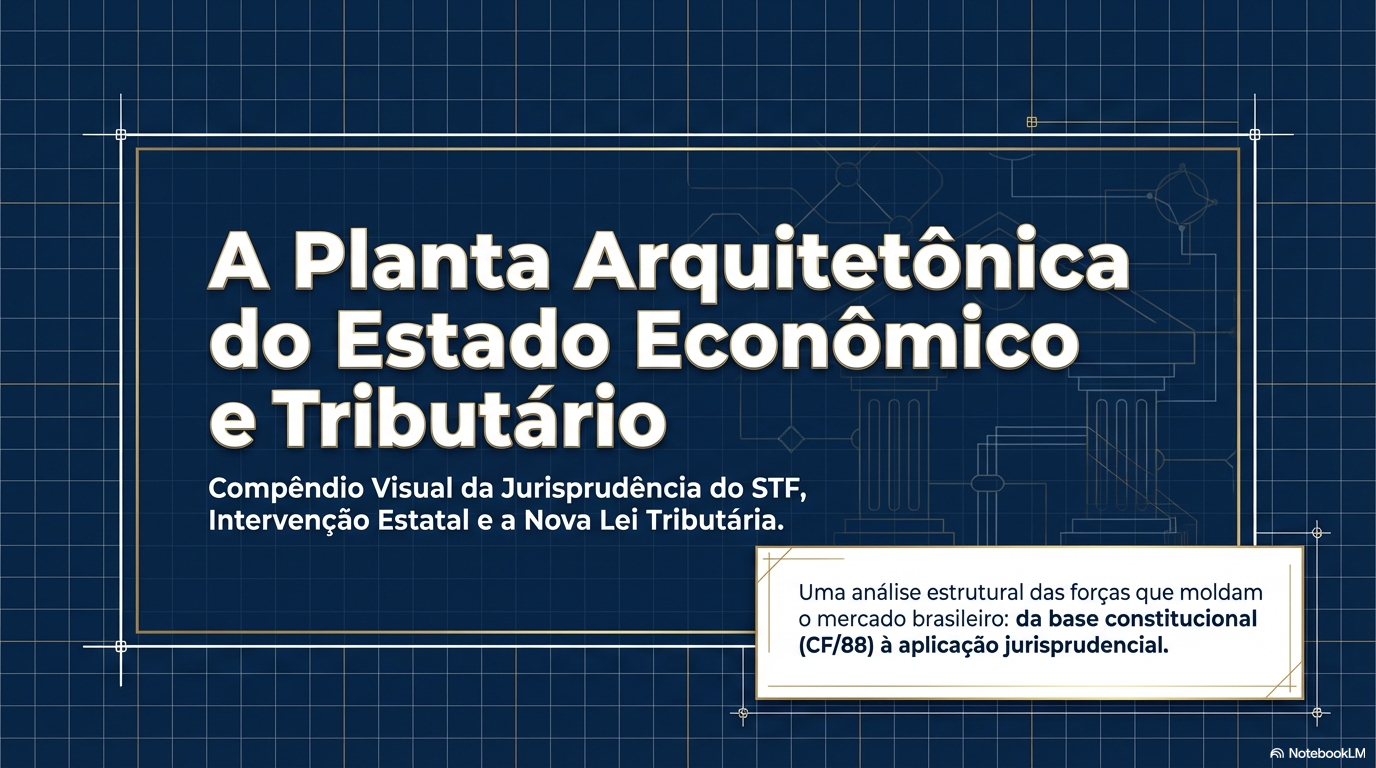 A Planta Arquitetônica
do Estado Econômico
e Tributário
Compêndio Visual da Jurisprudência do STF,
Intervenção Estatal e a Nova Lei Tributária.
Uma análise estrutural das forças que moldam
o mercado brasileiro: da base constitucional
(CF/88) à aplicação jurisprudencial.
NotebookLM